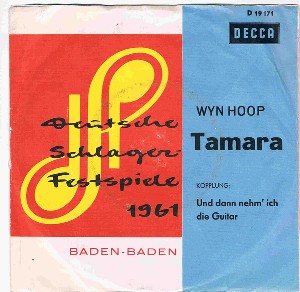 D 19 171
DECCA
Deutsche
Schlager
Festspiele
1961
BADEN-BADEN
WYN HOOP
Tamara
KOPPLUNG:
Und dann nehm' ich
die Guitar